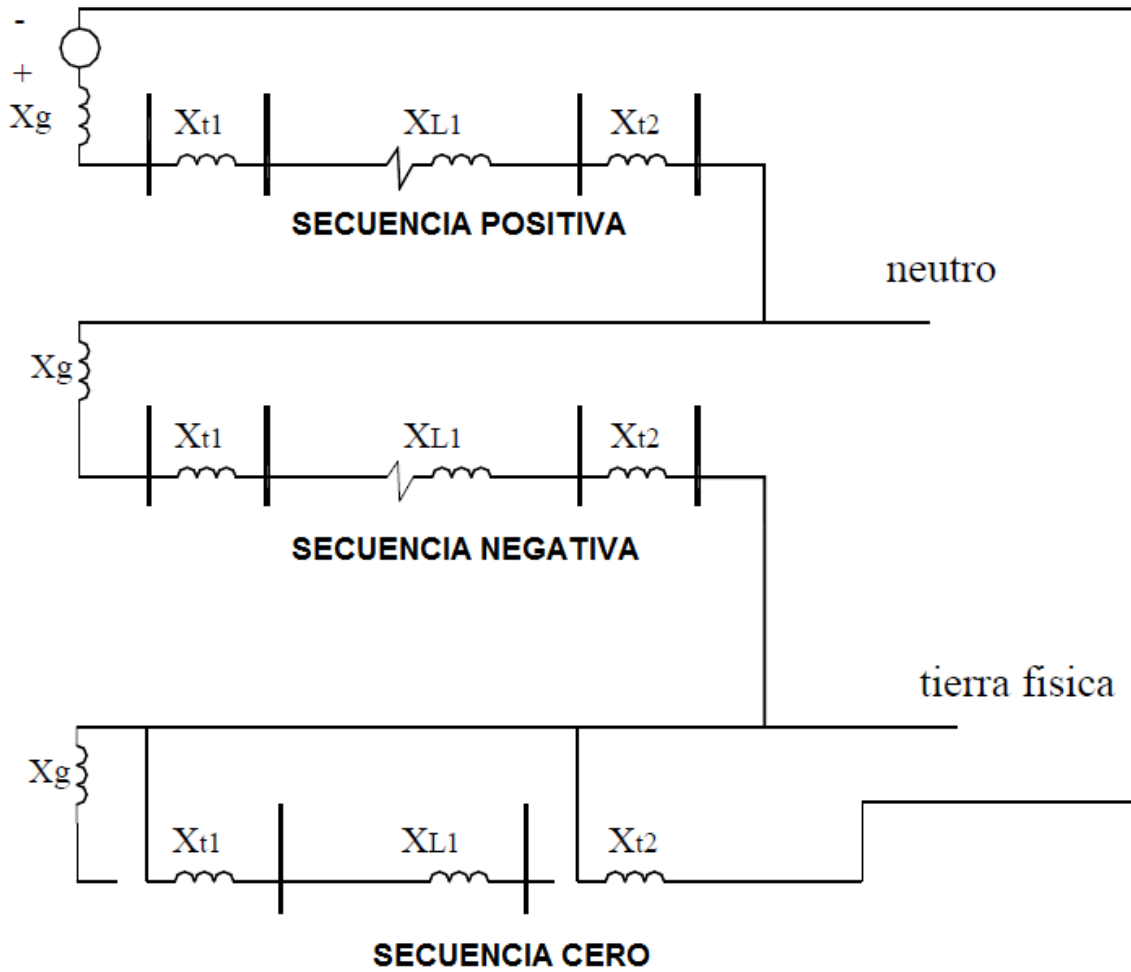 -
+
Xg
Xt1
XL1
Xt2
SECUENCIA POSITIVA
neutro
Xg
Xt1
XL1
Xt2
SECUENCIA NEGATIVA
tierra fisica
Xg
Xt1
XL1
Xt2
SECUENCIA CERO